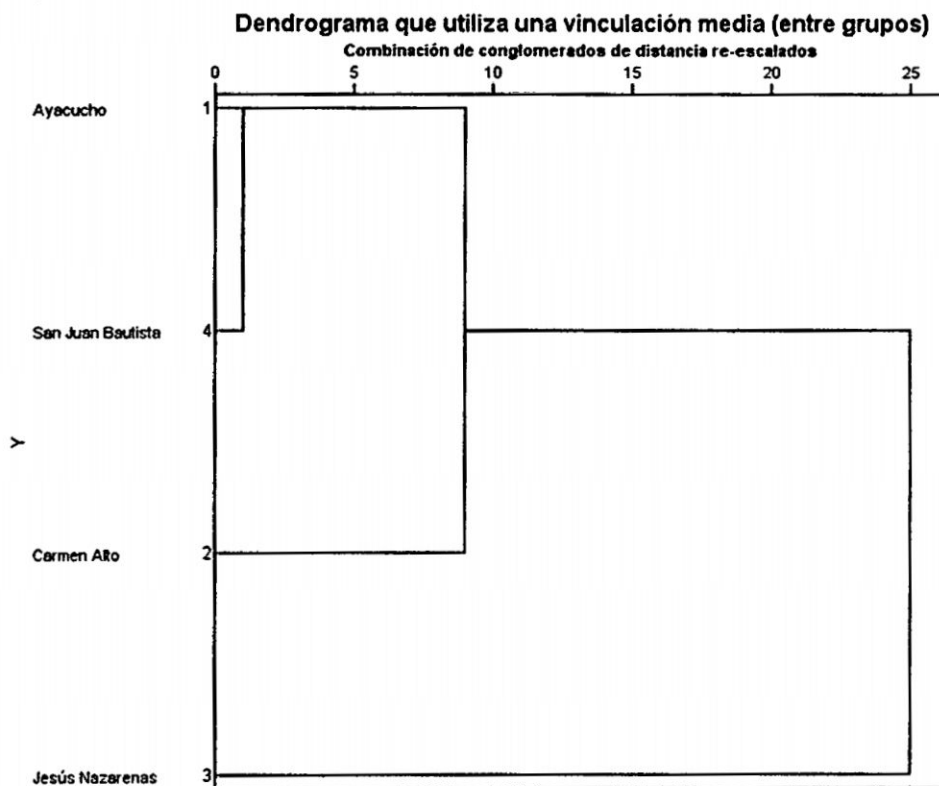 Dendrograma que utiliza una vinculación media (entre grupos)
Combinación de conglomerados de distancia re-escalados
0 5 10 15 20 25
Ayacucho 1
San Juan Bautista 4
Y
Carmen Alto 2
Jesús Nazarenas 3